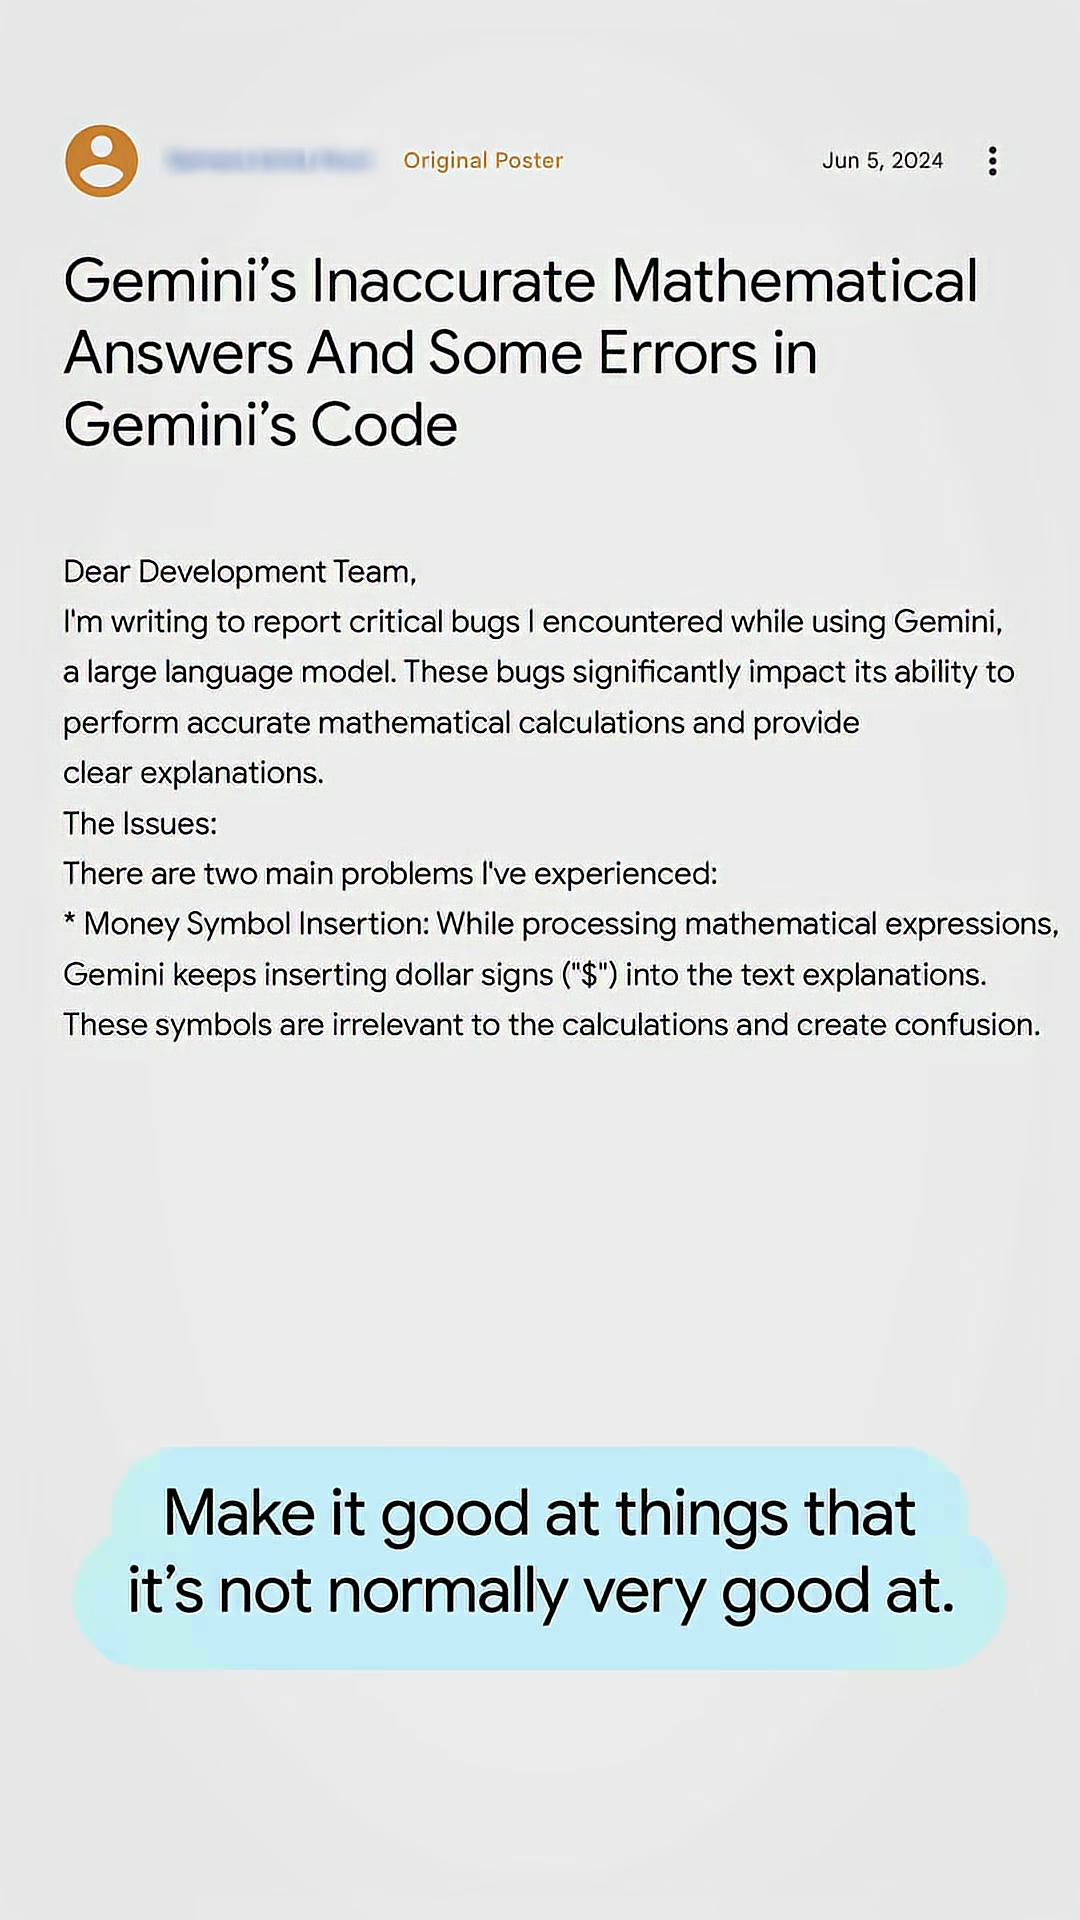 Original Poster
Jun 5, 2024
Gemini’s Inaccurate Mathematical
Answers And Some Errors in
Gemini’s Code
Dear Development Team,
I'm writing to report critical bugs I encountered while using Gemini,
a large language model. These bugs significantly impact its ability to
perform accurate mathematical calculations and provide
clear explanations.
The Issues:
There are two main problems I've experienced:
* Money Symbol Insertion: While processing mathematical expressions,
Gemini keeps inserting dollar signs ("$") into the text explanations.
These symbols are irrelevant to the calculations and create confusion.
Make it good at things that
it’s not normally very good at.